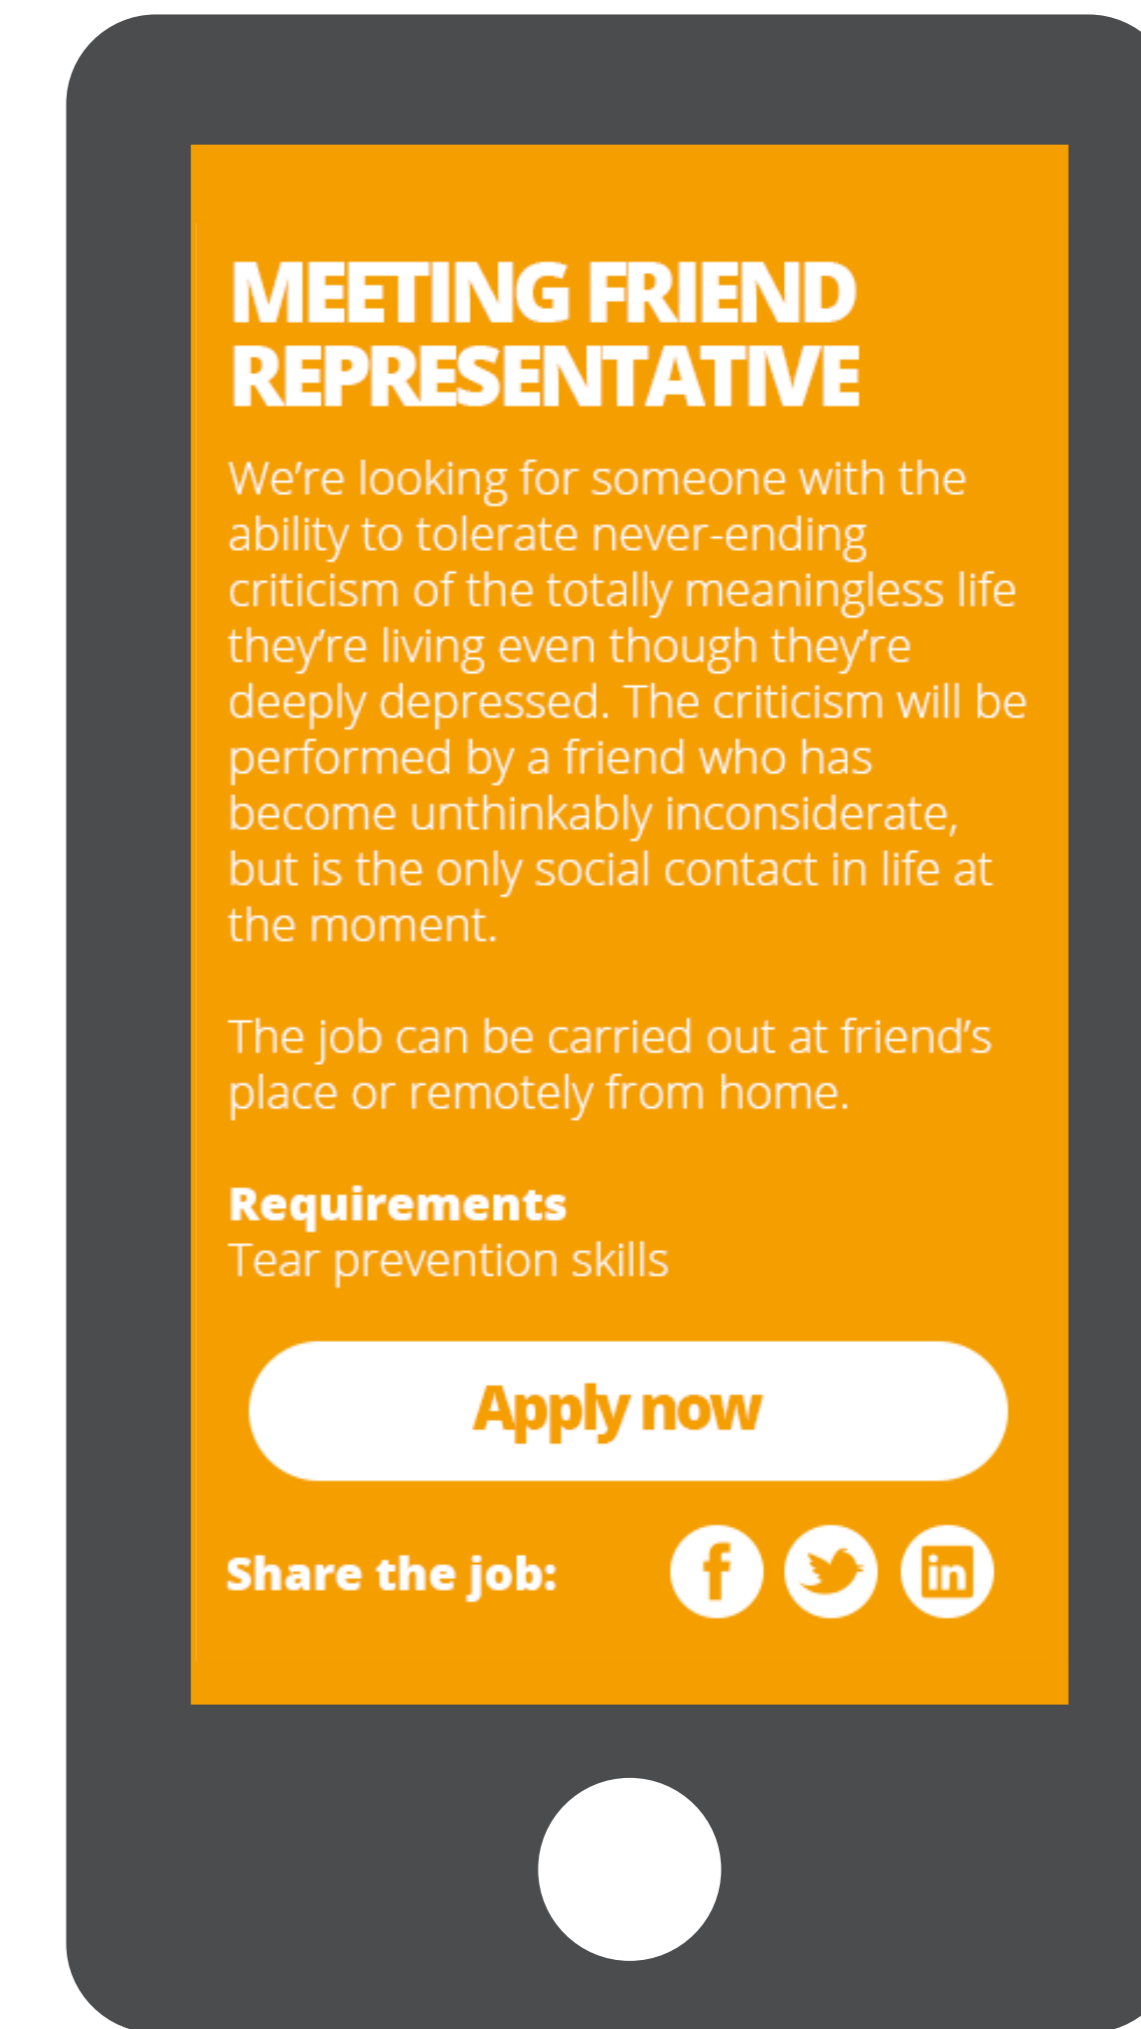 MEETING FRIEND
REPRESENTATIVE
We’re looking for someone with the
ability to tolerate never-ending
criticism of the totally meaningless life
they’re living even though they’re
deeply depressed. The criticism will be
performed by a friend who has
become unthinkably inconsiderate,
but is the only social contact in life at
the moment.
The job can be carried out at friend’s
place or remotely from home.
Requirements
Tear prevention skills
Apply now
Share the job:
f
in